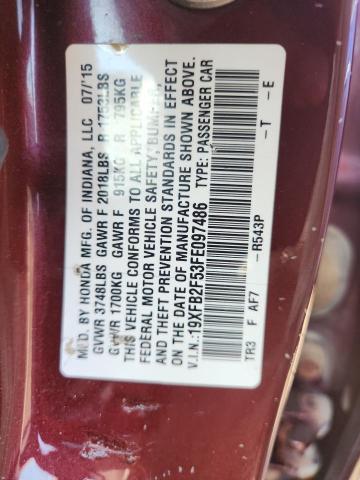 MFD. BY HONDA MFG. OF INDIANA, LLC 07/'15
GVWR 3748LBS GAWR F 2018LBS R 1753LBS
GVWR 1700KG GAWR F 915KG R 795KG
THIS VEHICLE CONFORMS TO ALL APPLICABLE
FEDERAL MOTOR VEHICLE SAFETY, BUMPER,
THEFT PREVENTION STANDARDS IN EFFECT
ON THE DATE OF MANUFACTURE SHOWN ABOVE.
V.I.N.:19XFB2F53FE097486 TYPE: PASSENGER CAR
TR3 F AF7 -R543P -T -E